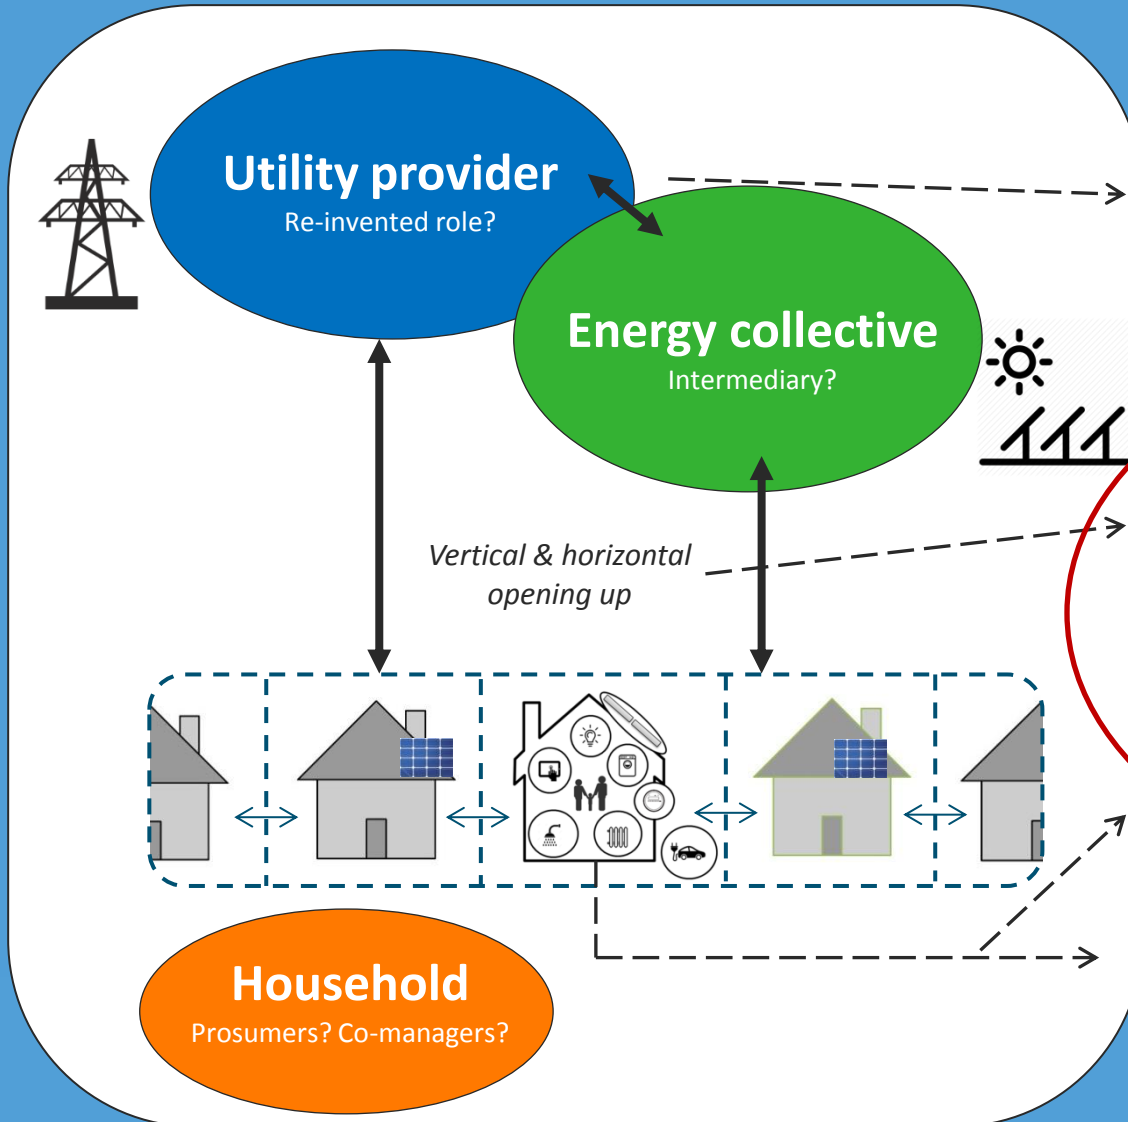 Utility provider
Re-invented role?
Energy collective
Intermediary?
Vertical & horizontal
opening up
Household
Prosumers? Co-managers?